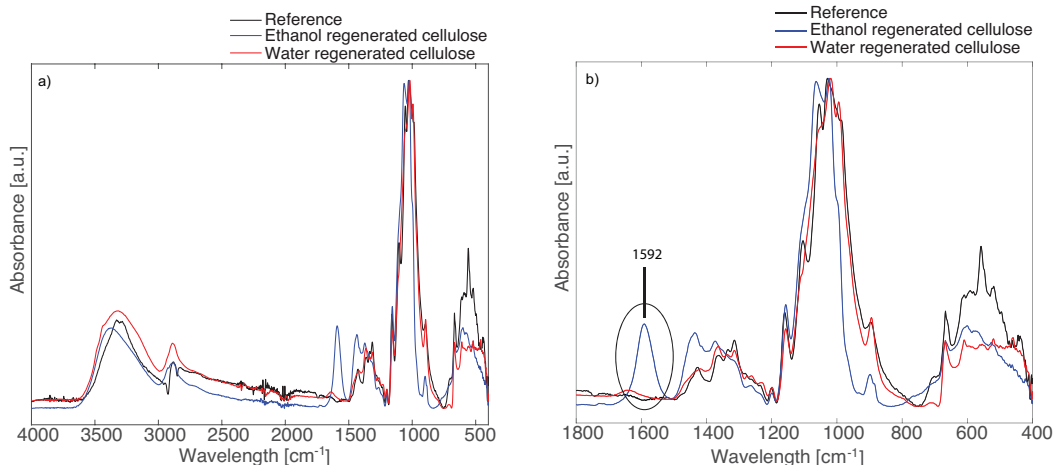 Reference
Ethanol regenerated cellulose
Water regenerated cellulose
a)
Absorbance [a.u.]
4000 3500 3000 2500 2000 1500 1000 500
Wavelength [cm-1]
Reference
Ethanol regenerated cellulose
Water regenerated cellulose
b)
1592
Absorbance [a.u.]
1800 1600 1400 1200 1000 800 600 400
Wavelength [cm-1]